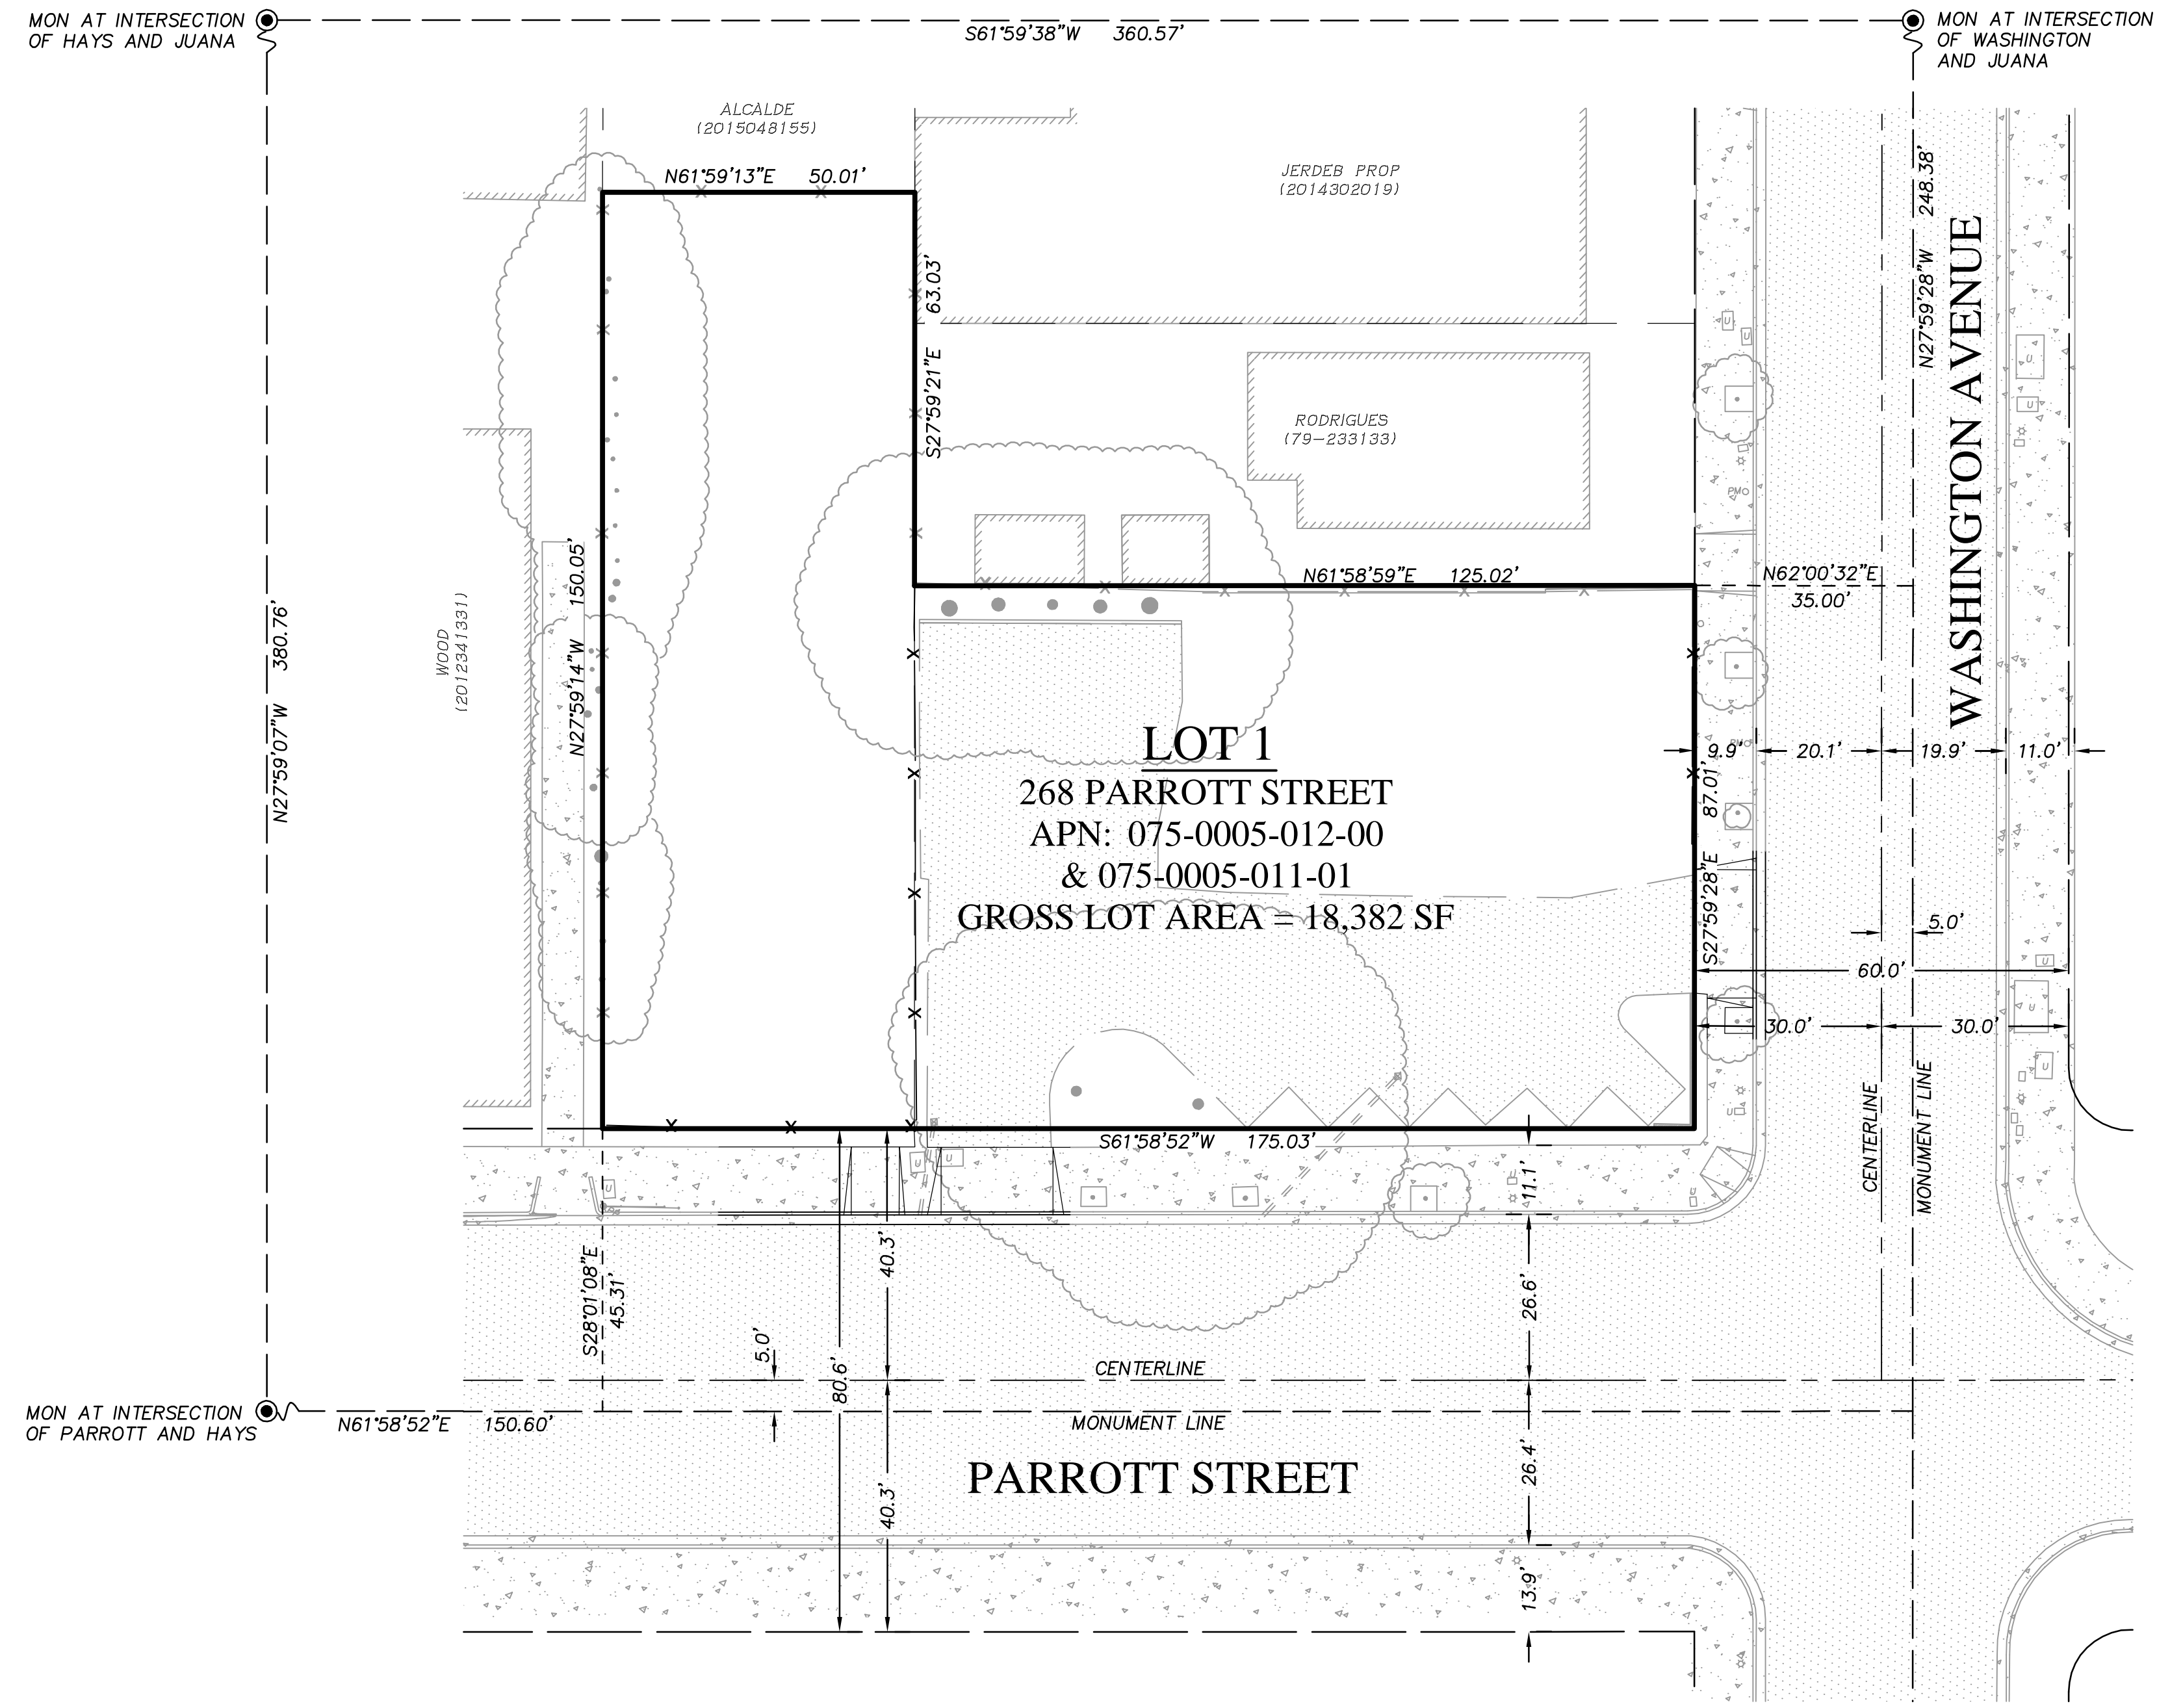 MON AT INTERSECTION
OF HAYS AND JUANA
S61°59'38"W 360.57'
MON AT INTERSECTION
OF WASHINGTON
AND JUANA
ALCALDE
(2015048155)
N61°59'13"E 50.01'
JERDEB PROP
(2014302019)
N27°59'28"W 248.38'
WASHINGTON AVENUE
S27°59'21"E 63.03'
RODRIGUES
(79-233133)
PMO
N61°58'59"E 125.02'
N62°00'32"E
35.00'
N27°59'07"W 380.76'
WOOD
(2012341331)
N27°59'14"W 150.05'
LOT 1
268 PARROTT STREET
APN: 075-0005-012-00
& 075-0005-011-01
GROSS LOT AREA = 18,382 SF
PMO
9.9' 20.1' 19.9' 11.0'
S27°59'28"E 87.01'
5.0'
60.0'
30.0' 30.0'
CENTERLINE
MONUMENT LINE
S61°58'52"W 175.03'
11.1'
40.3'
26.6'
S28°01'08"E
45.31'
5.0'
80.6'
CENTERLINE
MON AT INTERSECTION
OF PARROTT AND HAYS
N61°58'52"E 150.60'
MONUMENT LINE
PARROTT STREET
26.4'
40.3'
13.9'
U
U
U
U
U
U
U
U
U
U
U
U
U